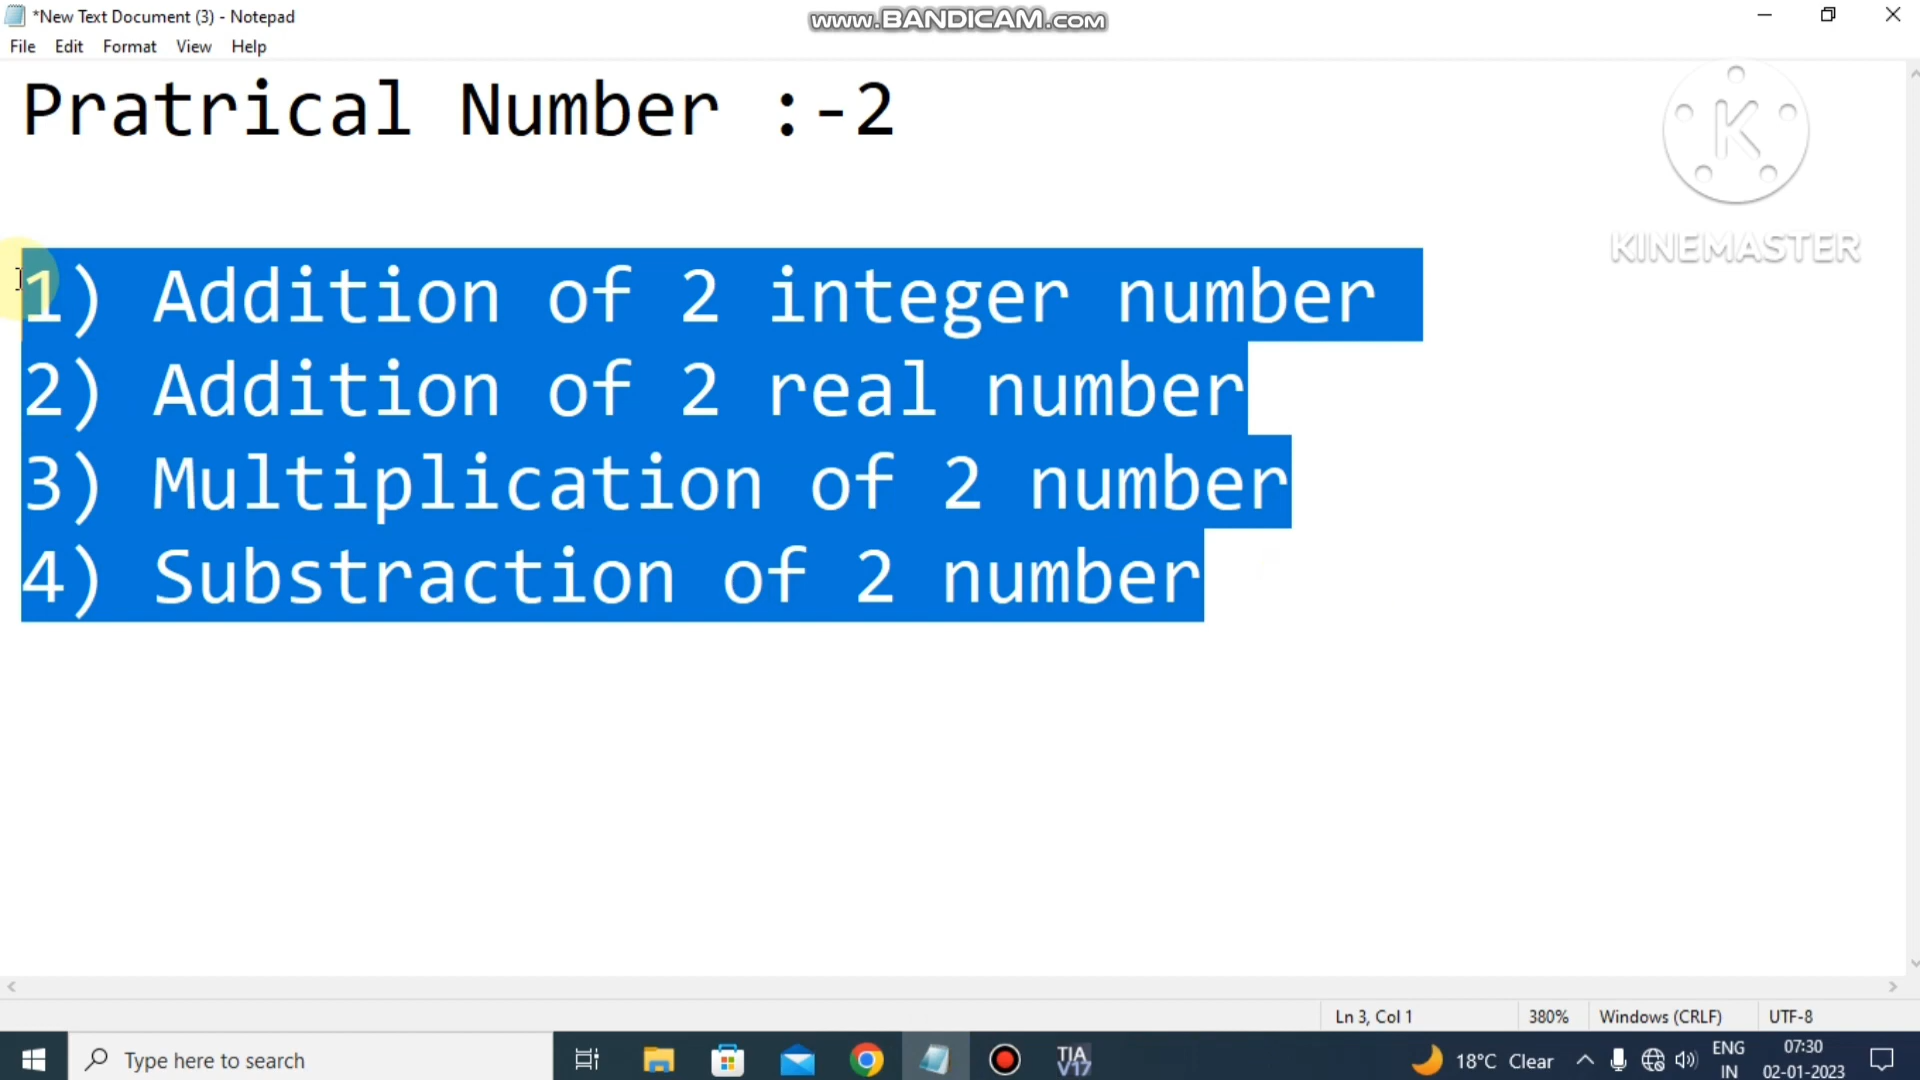 *New Text Document (3) - Notepad
www.BANDICAM.com
File Edit Format View Help
Pratrical Number :-2
K
KINEMASTER
1) Addition of 2 integer number
2) Addition of 2 real number
3) Multiplication of 2 number
4) Substraction of 2 number
Ln 3, Col 1 380% Windows (CRLF) UTF-8
Type here to search
TIA V17
18°C Clear
ENG IN
07:30
02-01-2023